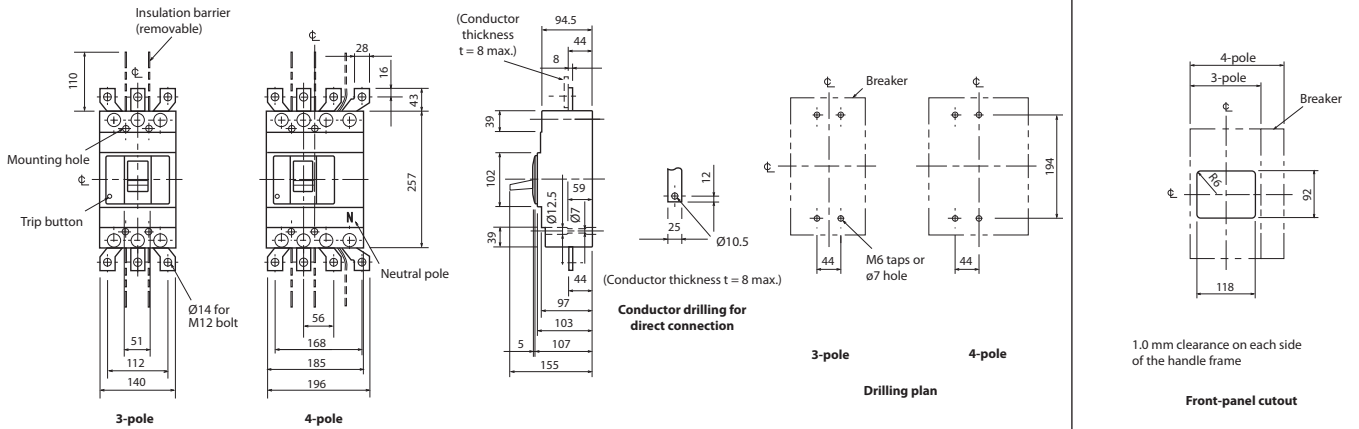 Insulation barrier
(removable)
℄
110
Mounting hole
℄
Trip button
Ø14 for
M12 bolt
51
112
140
3-pole
℄
28
16
43
257
N
Neutral pole
56
168
185
196
4-pole
(Conductor
thickness
t = 8 max.)
94.5
44
8
39
102
59
Ø12.5
Ø7
39
44
97
103
5
107
155
12
25
Ø10.5
(Conductor thickness t = 8 max.)
Conductor drilling for
direct connection
℄
Breaker
℄
44
M6 taps or
ø7 hole
3-pole
℄
194
44
4-pole
Drilling plan
4-pole
3-pole
℄
Breaker
R6
℄
92
118
1.0 mm clearance on each side
of the handle frame
Front-panel cutout